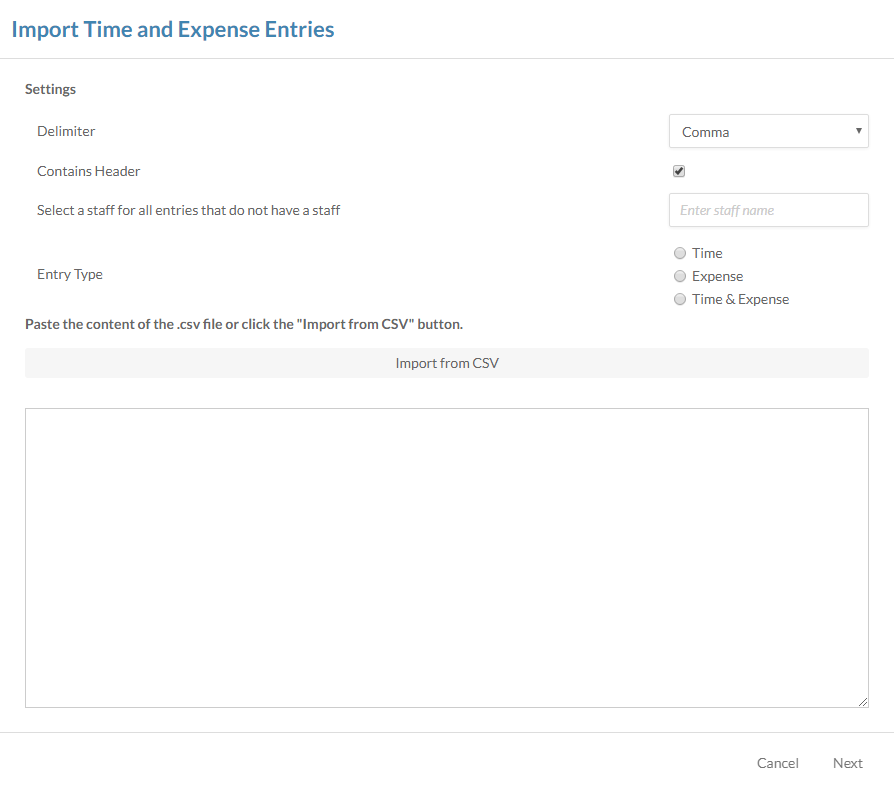 Import Time and Expense Entries
Settings
Delimiter
Comma
Contains Header
Select a staff for all entries that do not have a staff
Enter staff name
Entry Type
Time
Expense
Time & Expense
Paste the content of the .csv file or click the "Import from CSV" button.
Import from CSV
Cancel
Next